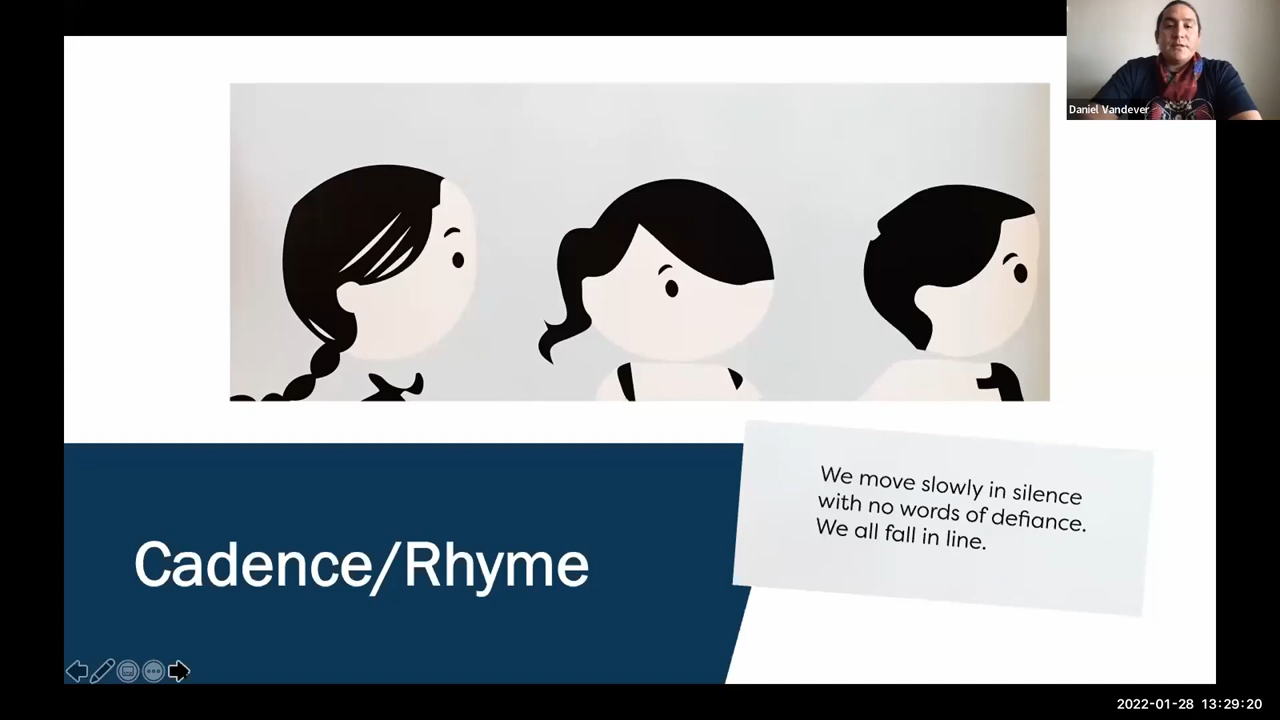 Daniel Vandever
We move slowly in silence
with no words of defiance.
We all fall in line.
Cadence/Rhyme
2022-01-28 13:29:20